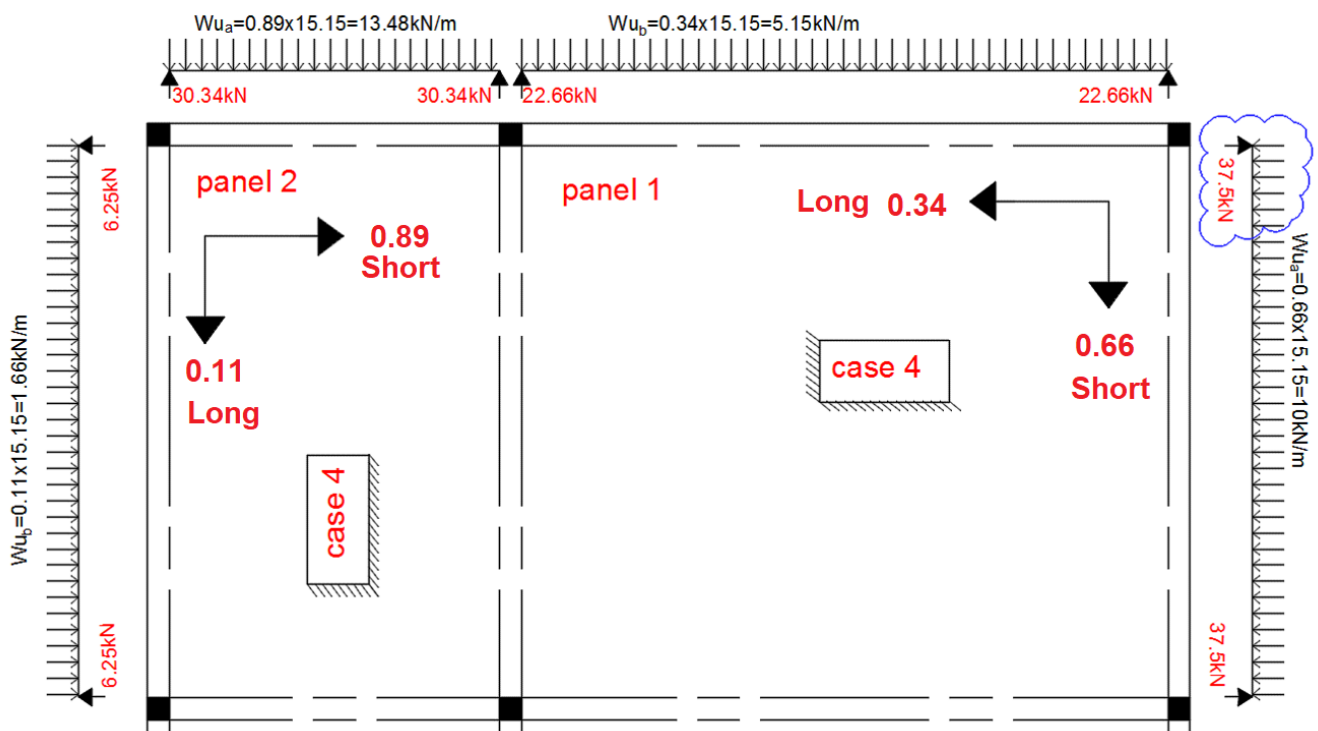 Wuₐ=0.89x15.15=13.48kN/m
Wu_b=0.34x15.15=5.15kN/m
30.34kN
30.34kN
22.66kN
22.66kN
6.25kN
panel 2
panel 1
Long 0.34
37.5kN
0.89
Short
Wu_b=0.11x15.15=1.66kN/m
Wuₐ=0.66x15.15=10kN/m
0.11
Long
case 4
0.66
Short
case 4
6.25kN
37.5kN